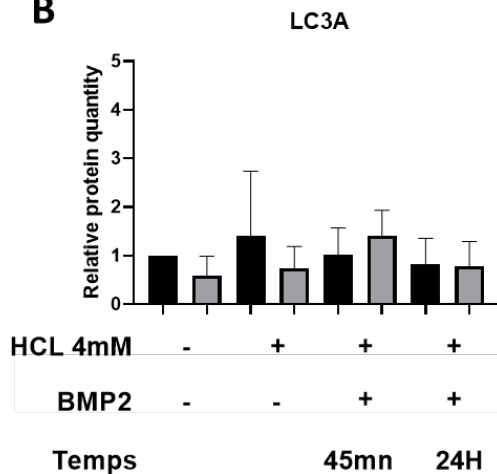 B
LC3A
Relative protein quantity
5
4
3
2
1
0
HCL 4mM - + + +
BMP2 - - + +
Temps 45mn 24H